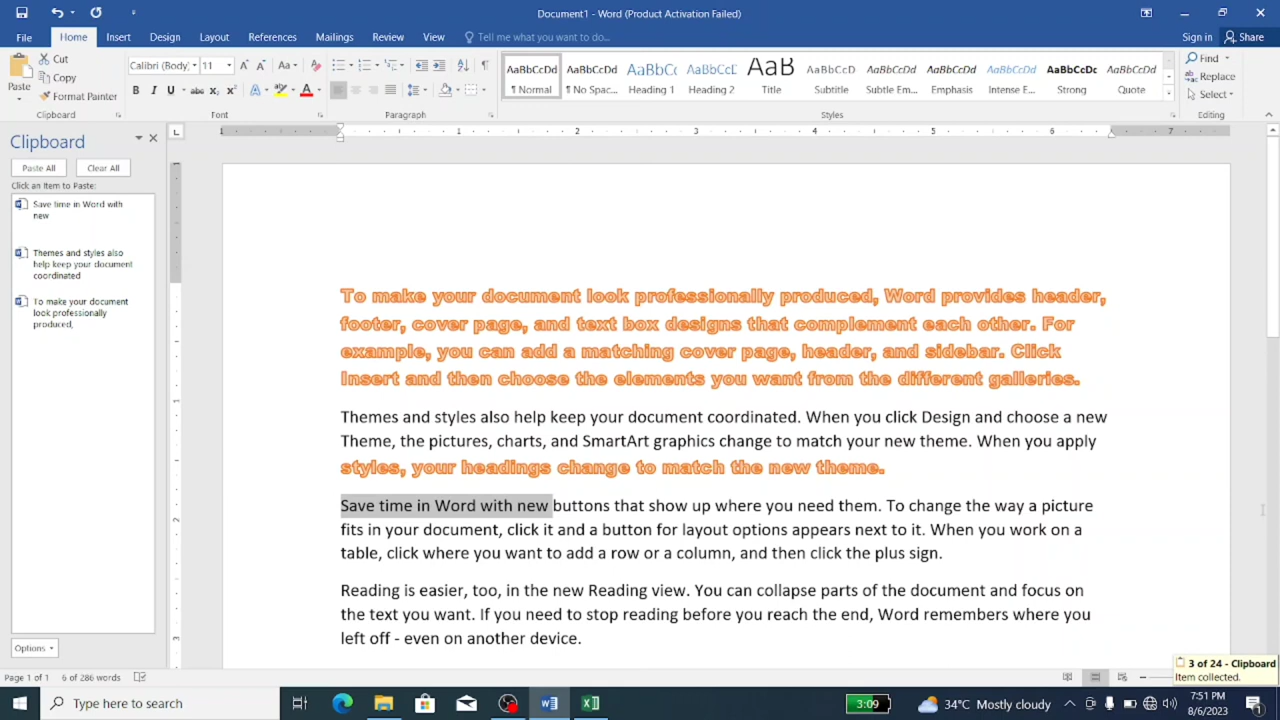 Document1 - Word (Product Activation Failed)
File Home Insert Design Layout References Mailings Review View Tell me what you want to do... Sign in Share
Cut
Copy
Format Painter
Paste
Clipboard
Calibri (Body) 11
Font
Paragraph
AaBbCcDd AaBbCcDd AaBbCc AaBbCcD AaB AaBbCcD AaBbCcDd AaBbCcDd AaBbCcDd AaBbCcDc AaBbCcDd
¶ Normal ¶ No Spac... Heading 1 Heading 2 Title Subtitle Subtle Em... Emphasis Intense E... Strong Quote
Styles
Find
Replace
Select
Editing
Clipboard
Paste All Clear All
Click an Item to Paste:
Save time in Word with
new
Themes and styles also
help keep your document
coordinated
To make your document
look professionally
produced,
Options
1 1 2 3 4 5 6 7
To make your document look professionally produced, Word provides header,
footer, cover page, and text box designs that complement each other. For
example, you can add a matching cover page, header, and sidebar. Click
Insert and then choose the elements you want from the different galleries.
Themes and styles also help keep your document coordinated. When you click Design and choose a new
Theme, the pictures, charts, and SmartArt graphics change to match your new theme. When you apply
styles, your headings change to match the new theme.
Save time in Word with new buttons that show up where you need them. To change the way a picture
fits in your document, click it and a button for layout options appears next to it. When you work on a
table, click where you want to add a row or a column, and then click the plus sign.
Reading is easier, too, in the new Reading view. You can collapse parts of the document and focus on
the text you want. If you need to stop reading before you reach the end, Word remembers where you
left off - even on another device.
3 of 24 - Clipboard
Item collected.
Page 1 of 1 6 of 286 words
Type here to search
3:09
34°C Mostly cloudy
7:51 PM
8/6/2023
1